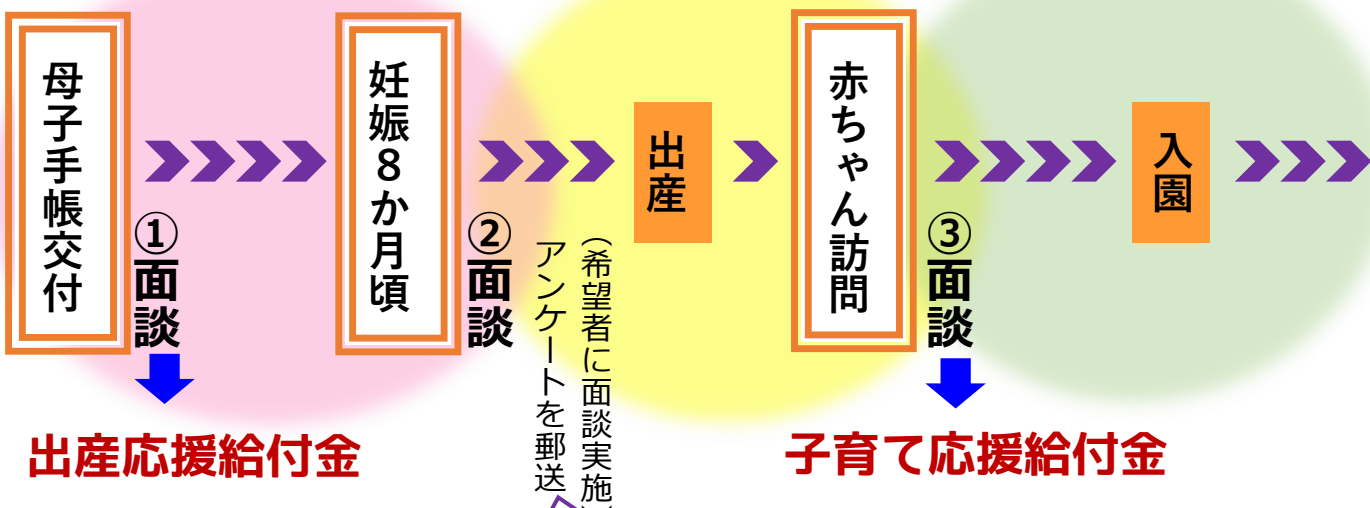 母子手帳交付
①面談
出産応援給付金
妊娠８か月頃
②面談
アンケートを郵送
（希望者に面談実施）
出産
赤ちゃん訪問
③面談
子育て応援給付金
入園